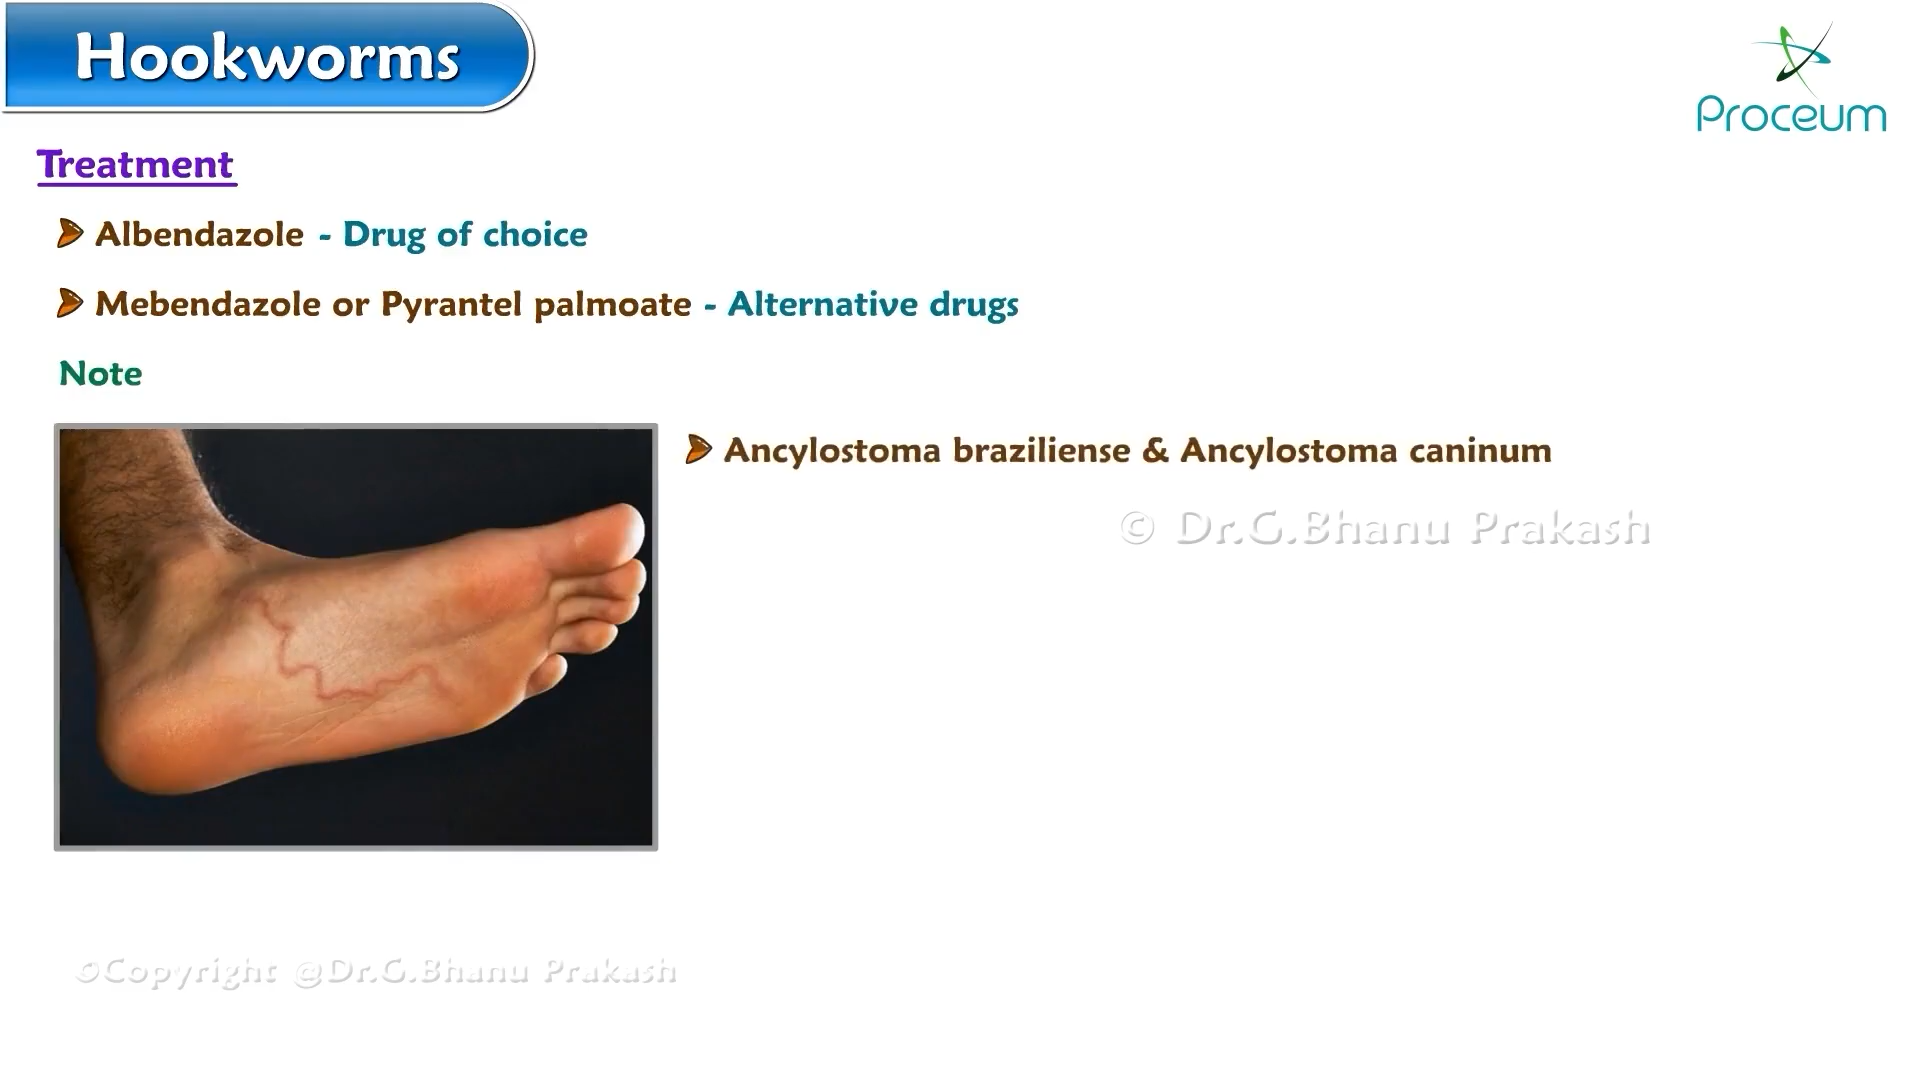 Hookworms
Proceum
Treatment
Albendazole - Drug of choice
Mebendazole or Pyrantel palmoate - Alternative drugs
Note
Ancylostoma braziliense & Ancylostoma caninum
© Dr.G.Bhanu Prakash
©Copyright @Dr.G.Bhanu Prakash